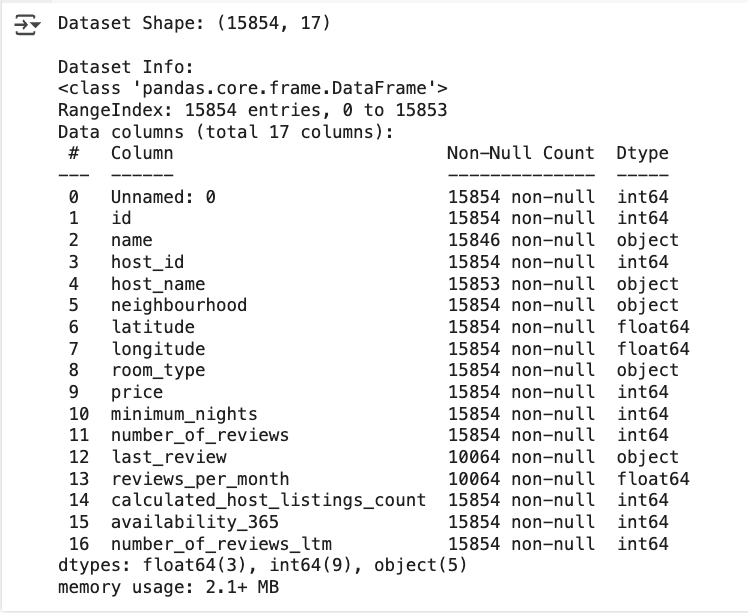 Dataset Shape: (15854, 17)
Dataset Info:
<class 'pandas.core.frame.DataFrame'>
RangeIndex: 15854 entries, 0 to 15853
Data columns (total 17 columns):
 #   Column                          Non-Null Count  Dtype
---  ------                          --------------  -----
 0   Unnamed: 0                      15854 non-null  int64
 1   id                              15854 non-null  int64
 2   name                            15846 non-null  object
 3   host_id                         15854 non-null  int64
 4   host_name                       15853 non-null  object
 5   neighbourhood                   15854 non-null  object
 6   latitude                        15854 non-null  float64
 7   longitude                       15854 non-null  float64
 8   room_type                       15854 non-null  object
 9   price                           15854 non-null  int64
 10  minimum_nights                  15854 non-null  int64
 11  number_of_reviews               15854 non-null  int64
 12  last_review                     10064 non-null  object
 13  reviews_per_month               10064 non-null  float64
 14  calculated_host_listings_count  15854 non-null  int64
 15  availability_365                15854 non-null  int64
 16  number_of_reviews_ltm           15854 non-null  int64
dtypes: float64(3), int64(9), object(5)
memory usage: 2.1+ MB